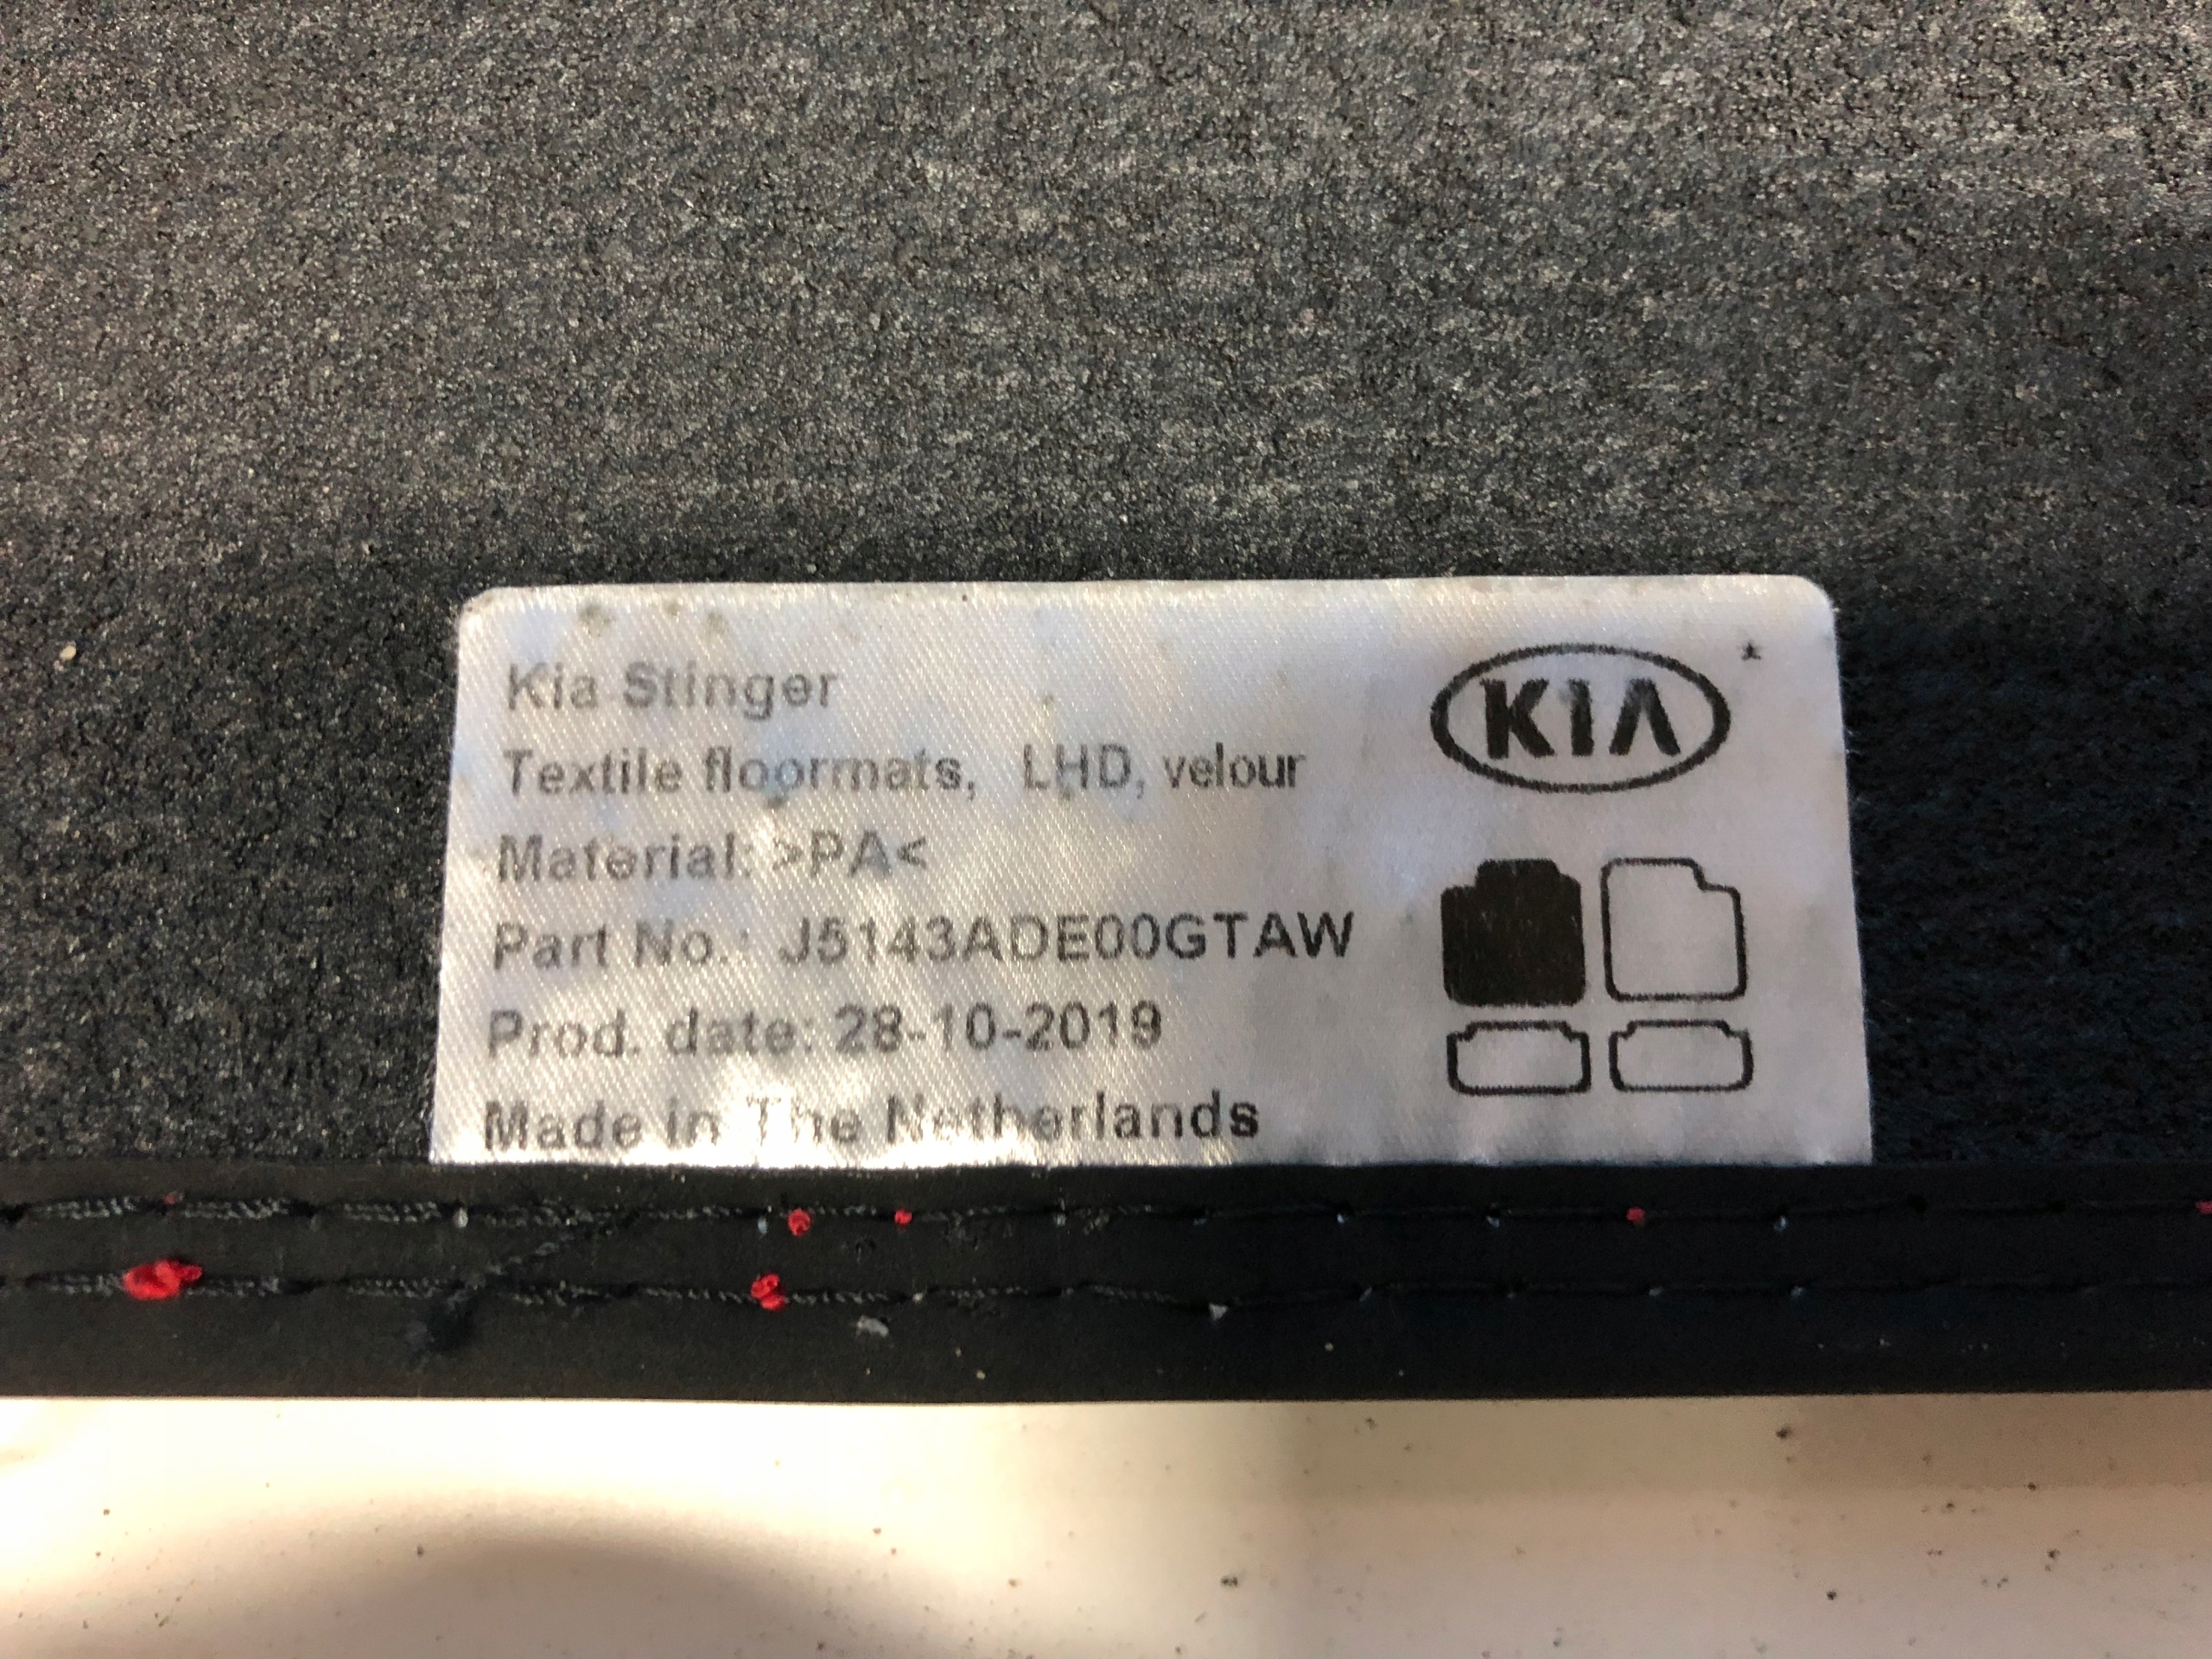 Kia Stinger
KIA
Textile floormats, LHD, velour
Material: >PA<
Part No.: J5143ADE00GTAW
Prod. date: 28-10-2019
Made in The Netherlands